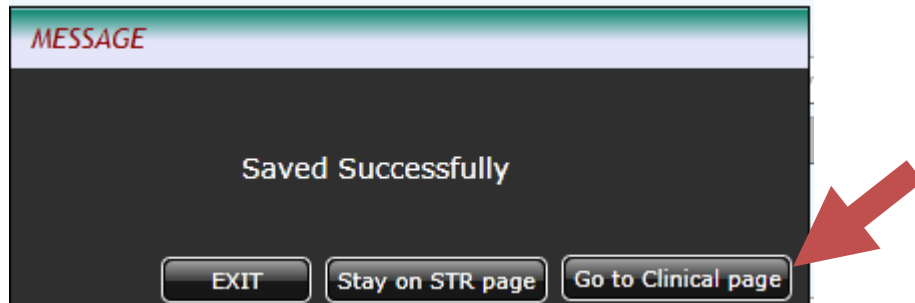 MESSAGE
Saved Successfully
EXIT Stay on STR page Go to Clinical page